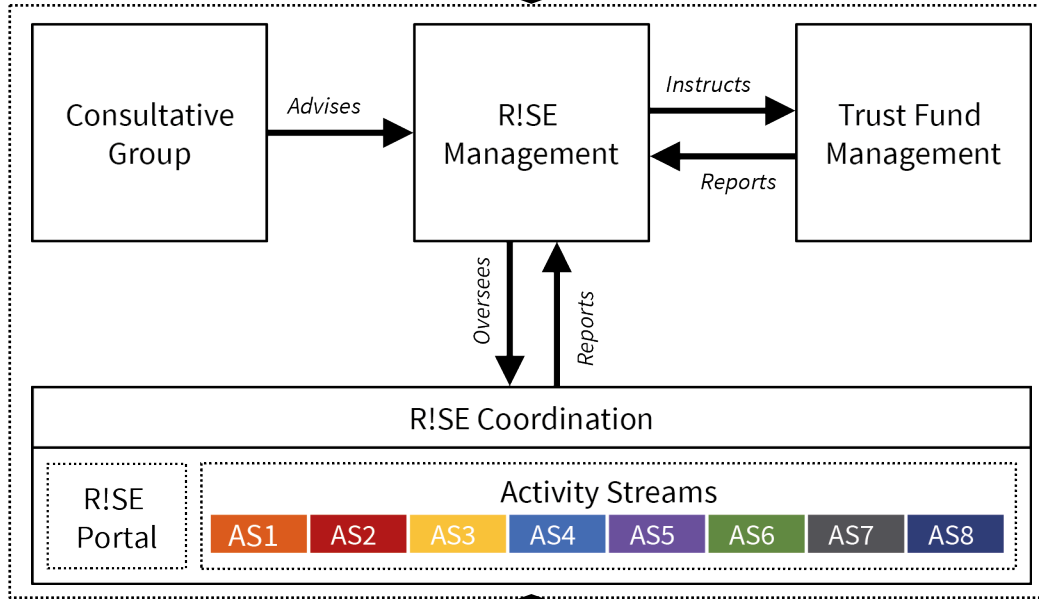 Consultative
Group
Advises
R!SE
Management
Instructs
Reports
Trust Fund
Management
Oversees
Reports
R!SE Coordination
R!SE
Portal
Activity Streams
AS1 AS2 AS3 AS4 AS5 AS6 AS7 AS8